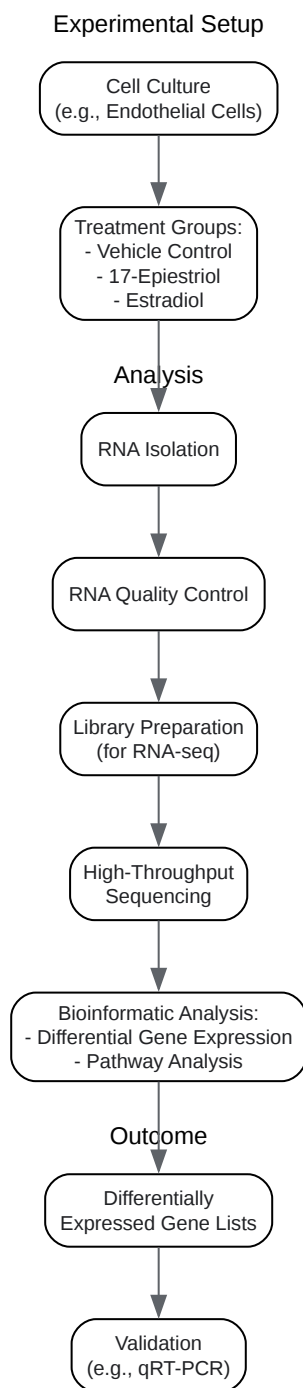 Experimental Setup
Cell Culture
(e.g., Endothelial Cells)
Treatment Groups:
- Vehicle Control
- 17-Epiestriol
- Estradiol
Analysis
RNA Isolation
RNA Quality Control
Library Preparation
(for RNA-seq)
High-Throughput
Sequencing
Bioinformatic Analysis:
- Differential Gene Expression
- Pathway Analysis
Outcome
Differentially
Expressed Gene Lists
Validation
(e.g., qRT-PCR)